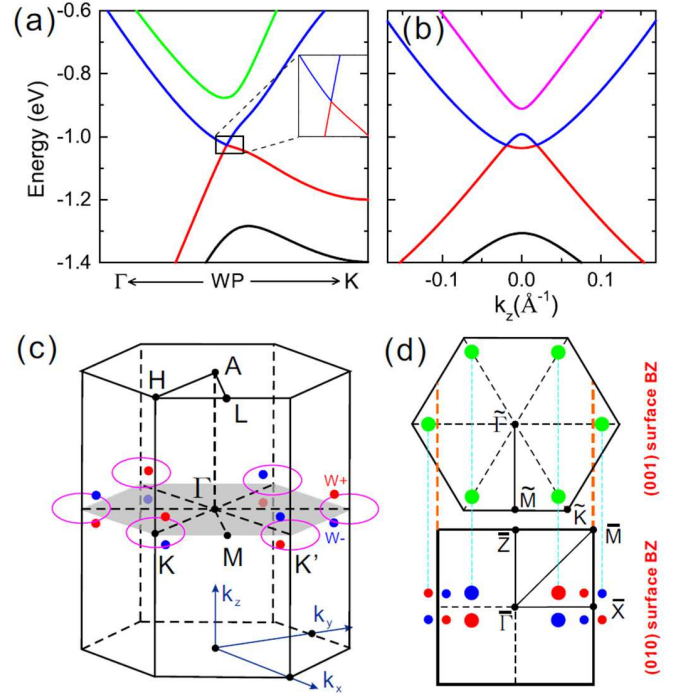 (a)
(b)
-0.6
-0.8
-1.0
-1.2
-1.4
Energy (eV)
Γ
WP
K
-0.1
0.0
0.1
k_z(Å⁻¹)
(c)
(d)
H
A
L
Γ
W+
W-
K
M
K'
k_z
k_y
k_x
Γ̃
M̃
K̃
(001) surface BZ
Z̅
M̅
Γ̅
X̅
(010) surface BZ